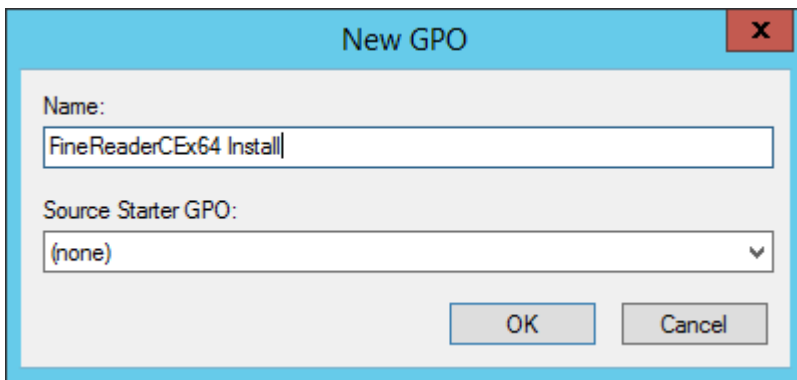 New GPO
x
Name:
FineReaderCEx64 Install
Source Starter GPO:
(none)
OK
Cancel